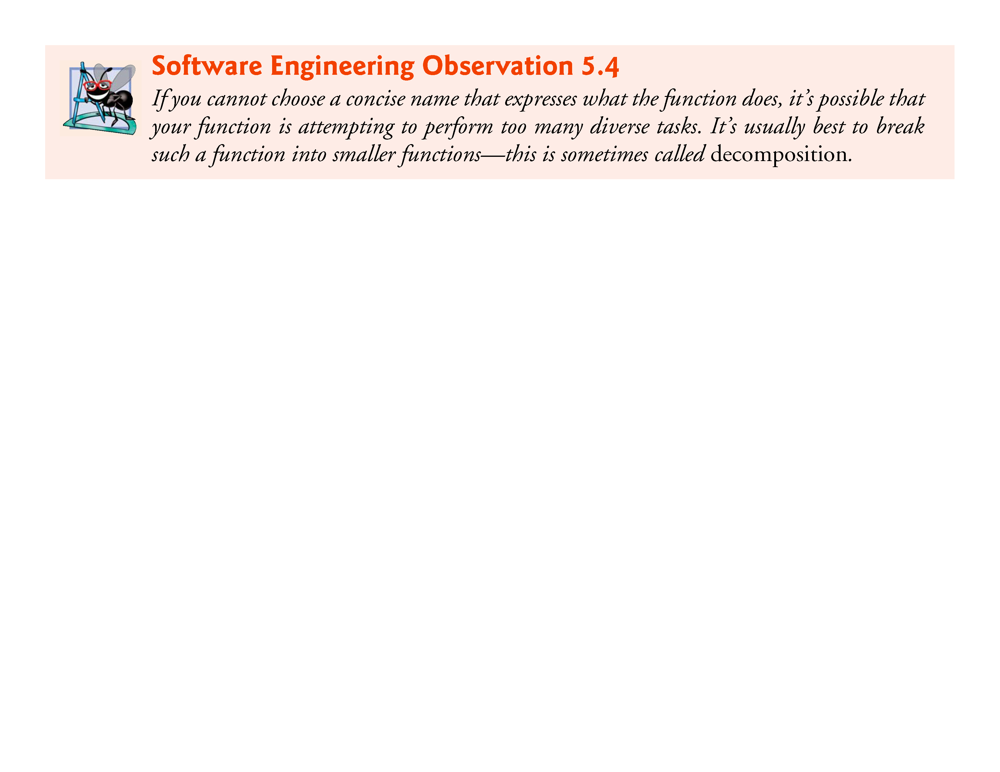 Software Engineering Observation 5.4
If you cannot choose a concise name that expresses what the function does, it’s possible that
your function is attempting to perform too many diverse tasks. It’s usually best to break
such a function into smaller functions—this is sometimes called decomposition.